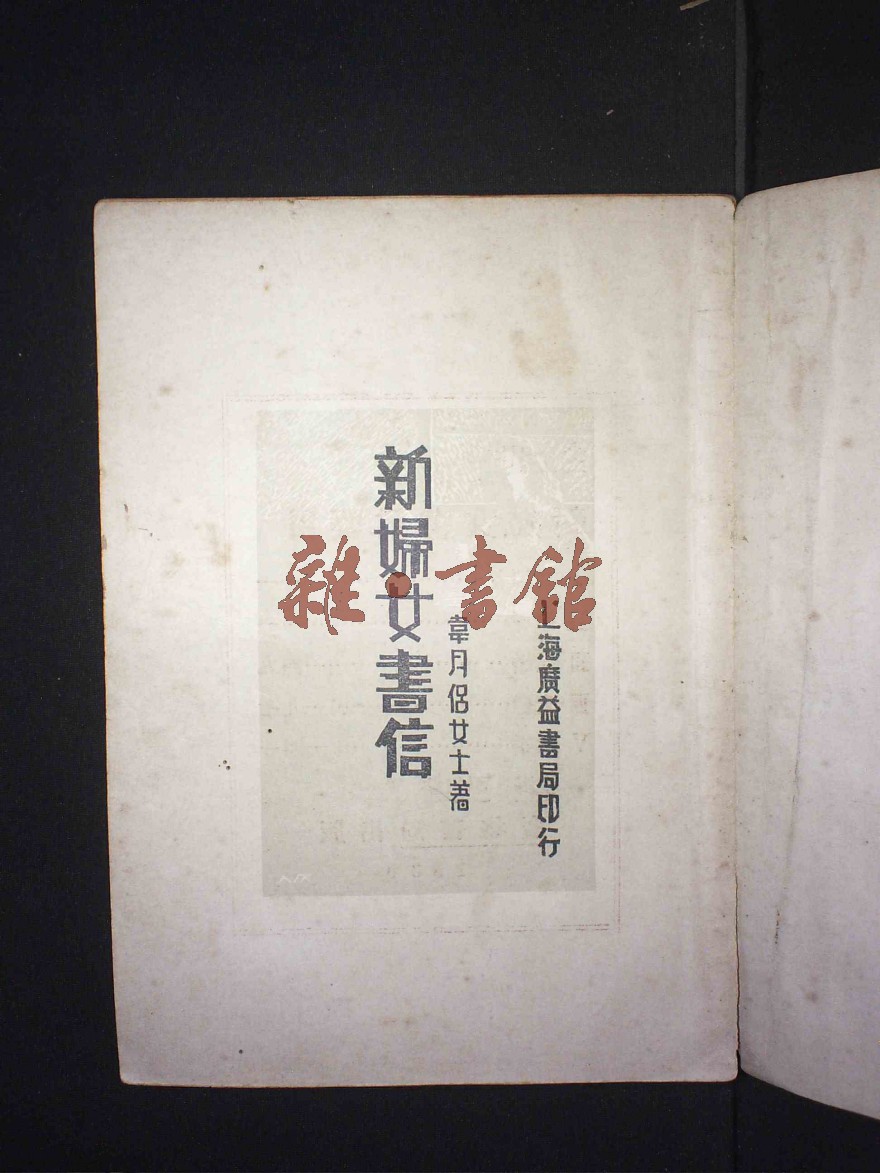 新婦女書信
韋月侶女士著
上海廣益書局印行
雜·書館